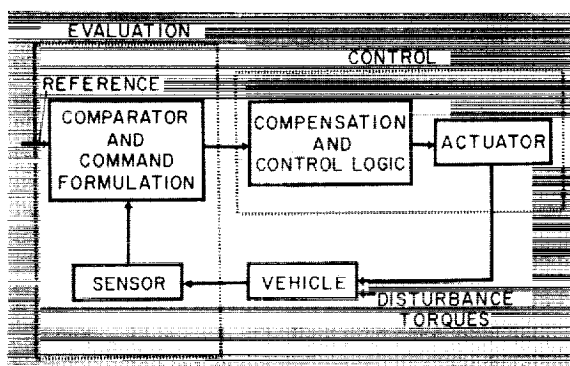 EVALUATION
CONTROL
REFERENCE
COMPARATOR
AND
COMMAND
FORMULATION
COMPENSATION
AND
CONTROL LOGIC
ACTUATOR
SENSOR
VEHICLE
DISTURBANCE
TORQUES